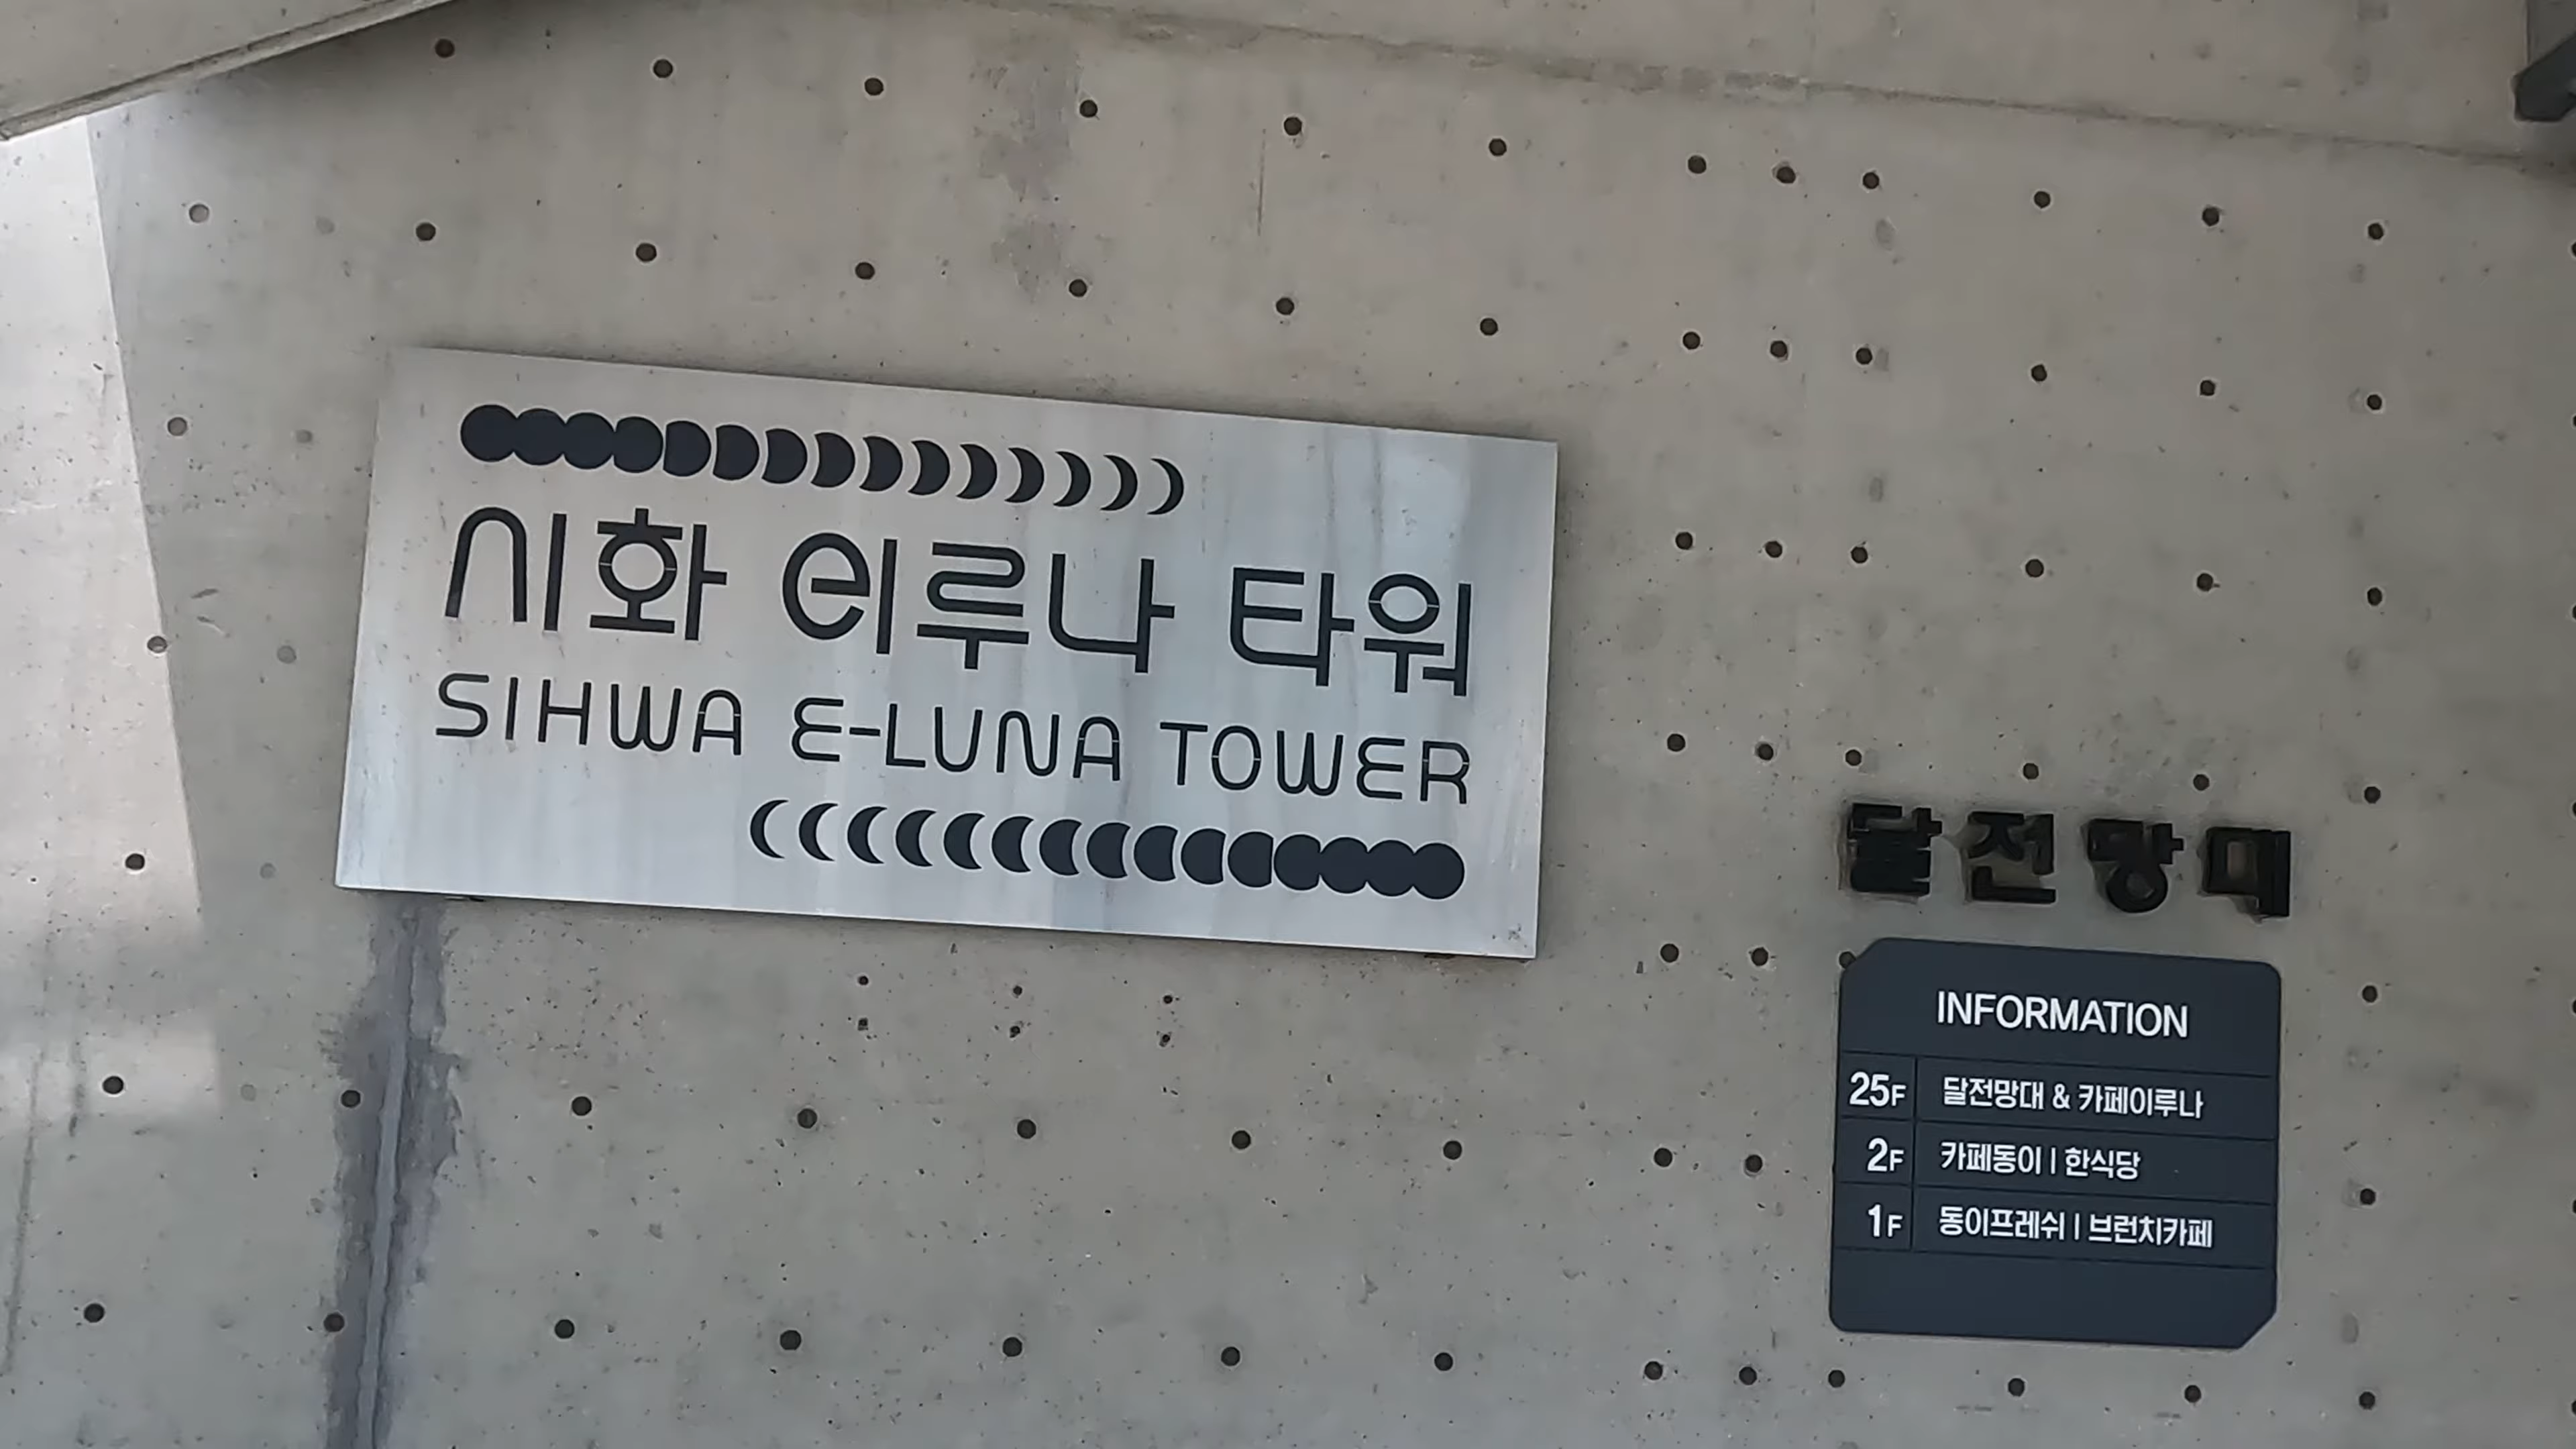 시화 이루나 타워
SIHWA E-LUNA TOWER
달전망대
INFORMATION
25F 달전망대 & 카페이루나
2F 카페동이 | 한식당
1F 동이프레쉬 | 브런치카페